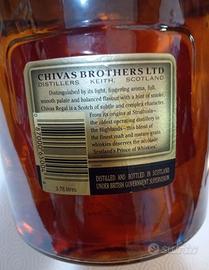 CHIVAS BROTHERS LTD
DISTILLERS KEITH, SCOTLAND
Distinguished by its light, lingering aroma, full,
smooth palate and balanced flavour with a hint of smoke,
Chivas Regal is a Scotch of subtle and complex character.
From its origins at Strathisla –
the oldest operating distillery in
the Highlands – this blend of
the finest of malt and mature grain
whiskies deserves the accolade
Scotland's Prince of Whiskies.
3.78 litres
DISTILLED AND BOTTLED IN SCOTLAND
UNDER BRITISH GOVERNMENT SUPERVISION
subito